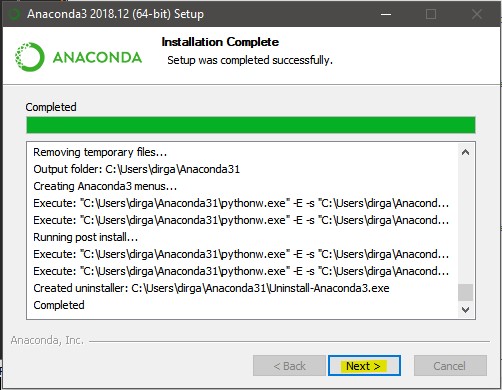 Anaconda3 2018.12 (64-bit) Setup
ANACONDA
Installation Complete
Setup was completed successfully.
Completed
Removing temporary files...
Output folder: C:\Users\dirga\Anaconda31
Creating Anaconda3 menus...
Execute: "C:\Users\dirga\Anaconda31\pythonw.exe" -E -s "C:\Users\dirga\Anacond...
Execute: "C:\Users\dirga\Anaconda31\pythonw.exe" -E -s "C:\Users\dirga\Anacond...
Running post install...
Execute: "C:\Users\dirga\Anaconda31\pythonw.exe" -E -s "C:\Users\dirga\Anacond...
Execute: "C:\Users\dirga\Anaconda31\pythonw.exe" -E -s "C:\Users\dirga\Anacond...
Created uninstaller: C:\Users\dirga\Anaconda31\Uninstall-Anaconda3.exe
Completed
Anaconda, Inc.
< Back Next > Cancel